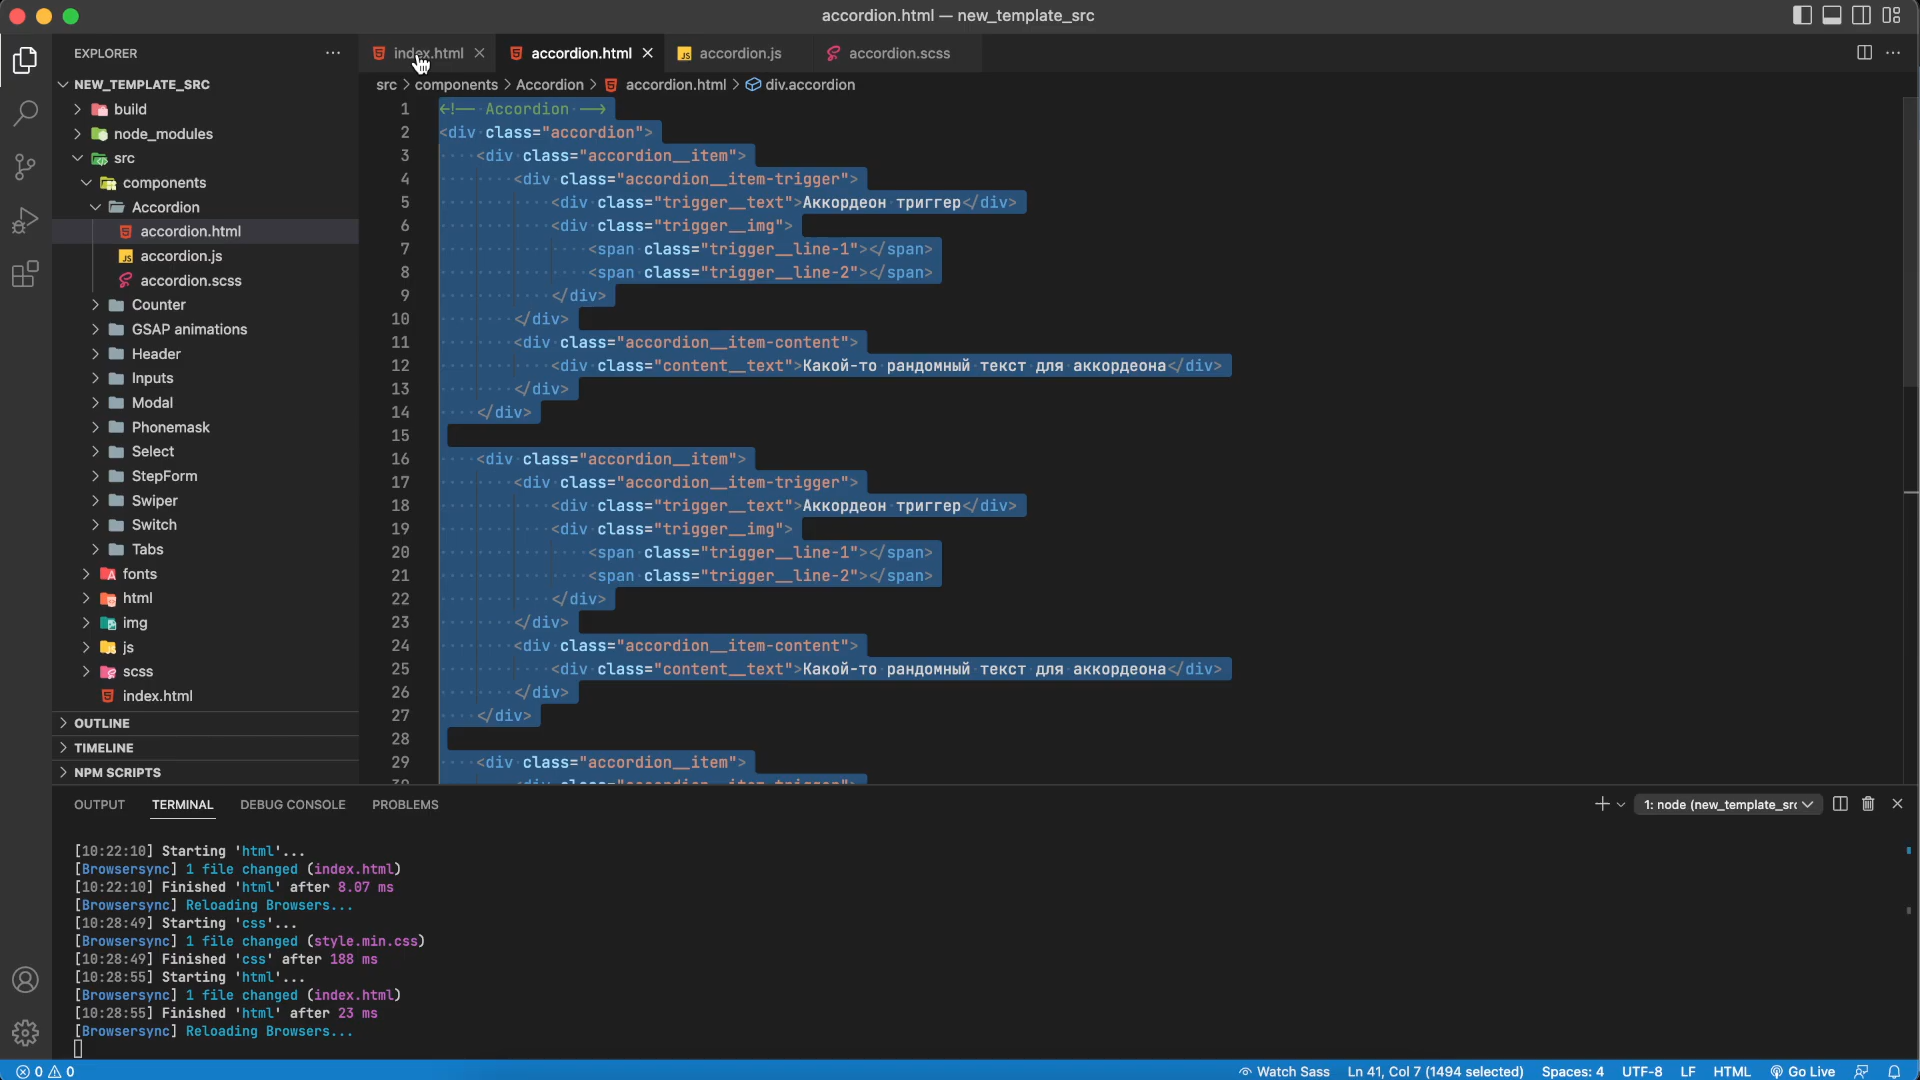 accordion.html — new_template_src
EXPLORER
NEW_TEMPLATE_SRC
build
node_modules
src
components
Accordion
accordion.html
accordion.js
accordion.scss
Counter
GSAP animations
Header
Inputs
Modal
Phonemask
Select
StepForm
Swiper
Switch
Tabs
fonts
html
img
js
scss
index.html
OUTLINE
TIMELINE
NPM SCRIPTS
index.html accordion.html accordion.js accordion.scss
src > components > Accordion > accordion.html > div.accordion
1 <!-- Accordion -->
2 <div class="accordion">
3 <div class="accordion__item">
4 <div class="accordion__item-trigger">
5 <div class="trigger__text">Аккордеон триггер</div>
6 <div class="trigger__img">
7 <span class="trigger__line-1"></span>
8 <span class="trigger__line-2"></span>
9 </div>
10 </div>
11 <div class="accordion__item-content">
12 <div class="content__text">Какой-то рандомный текст для аккордеона</div>
13 </div>
14 </div>
15
16 <div class="accordion__item">
17 <div class="accordion__item-trigger">
18 <div class="trigger__text">Аккордеон триггер</div>
19 <div class="trigger__img">
20 <span class="trigger__line-1"></span>
21 <span class="trigger__line-2"></span>
22 </div>
23 </div>
24 <div class="accordion__item-content">
25 <div class="content__text">Какой-то рандомный текст для аккордеона</div>
26 </div>
27 </div>
28
29 <div class="accordion__item">
30 <div class="accordion__item-trigger">
OUTPUT TERMINAL DEBUG CONSOLE PROBLEMS
1: node (new_template_src
[10:22:10] Starting 'html'...
[Browsersync] 1 file changed (index.html)
[10:22:10] Finished 'html' after 8.07 ms
[Browsersync] Reloading Browsers...
[10:28:49] Starting 'css'...
[Browsersync] 1 file changed (style.min.css)
[10:28:49] Finished 'css' after 188 ms
[10:28:55] Starting 'html'...
[Browsersync] 1 file changed (index.html)
[10:28:55] Finished 'html' after 23 ms
[Browsersync] Reloading Browsers...
0 0 Watch Sass Ln 41, Col 7 (1494 selected) Spaces: 4 UTF-8 LF HTML Go Live